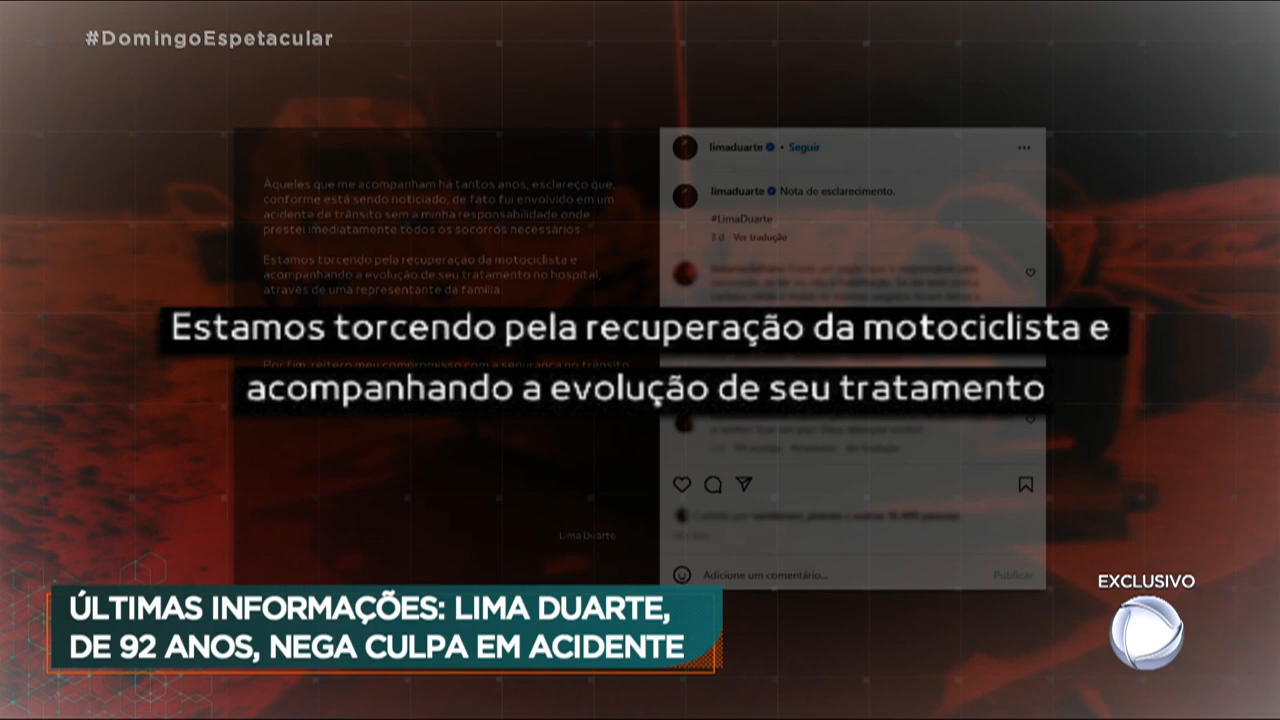 #DomingoEspetacular
Àqueles que me acompanham há tantos anos, esclareço que,
conforme está sendo noticiado, de fato fui envolvido em um
acidente de trânsito sem a minha responsabilidade onde
prestei imediatamente todos os socorros necessários.
Estamos torcendo pela recuperação da motociclista e
acompanhando a evolução de seu tratamento no hospital,
através de uma representante da família.
Por fim, reitero meu compromisso com a segurança no trânsito
Lima Duarte
limaduarte • Seguir
limaduarte Nota de esclarecimento.
#LimaDuarte
3 d Ver tradução
Estamos torcendo pela recuperação da motociclista e
acompanhando a evolução de seu tratamento
Adicione um comentário...
Publicar
ÚLTIMAS INFORMAÇÕES: LIMA DUARTE,
DE 92 ANOS, NEGA CULPA EM ACIDENTE
EXCLUSIVO